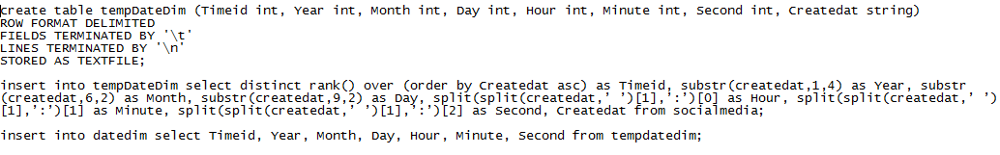 create table tempDateDim (Timeid int, Year int, Month int, Day int, Hour int, Minute int, Second int, Createdat string)
ROW FORMAT DELIMITED
FIELDS TERMINATED BY '\t'
LINES TERMINATED BY '\n'
STORED AS TEXTFILE;
insert into tempDateDim select distinct rank() over (order by Createdat asc) as Timeid, substr(createdat,1,4) as Year, substr
(createdat,6,2) as Month, substr(createdat,9,2) as Day, split(split(createdat,' ')[1],':')[0] as Hour, split(split(createdat,' ')
[1],':')[1] as Minute, split(split(createdat,' ')[1],':')[2] as Second, Createdat from socialmedia;
insert into datedim select Timeid, Year, Month, Day, Hour, Minute, Second from tempdatedim;